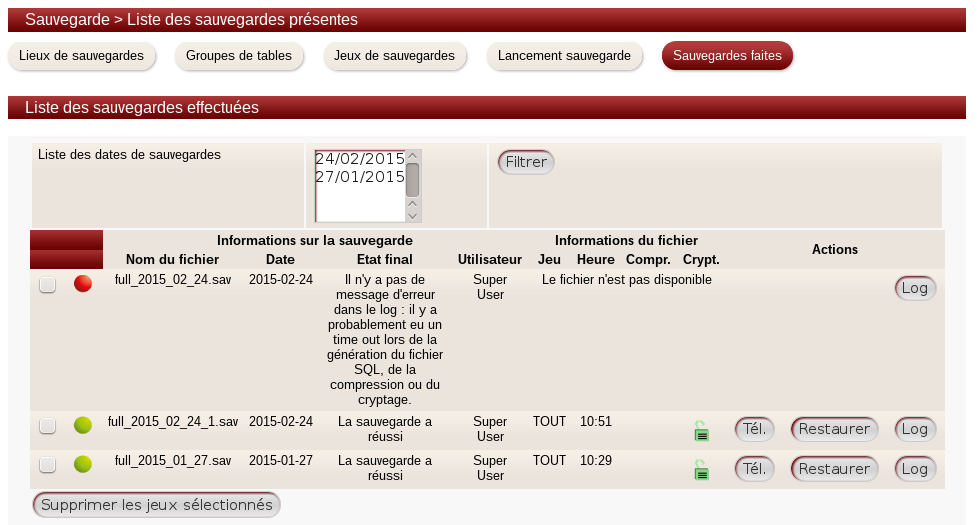 Sauvegarde > Liste des sauvegardes présentes
Lieux de sauvegardes Groupes de tables Jeux de sauvegardes Lancement sauvegarde Sauvegardes faites
Liste des sauvegardes effectuées
Liste des dates de sauvegardes
24/02/2015
27/01/2015
Filtrer
Informations sur la sauvegarde Informations du fichier Actions
Nom du fichier Date Etat final Utilisateur Jeu Heure Compr. Crypt.
full_2015_02_24.sav 2015-02-24 Il n'y a pas de
message d'erreur
dans le log : il y a
probablement eu un
time out lors de la
génération du fichier
SQL, de la
compression ou du
cryptage.
Super
User
Le fichier n'est pas disponible Log
full_2015_02_24_1.sav 2015-02-24 La sauvegarde a
réussi
Super
User
TOUT 10:51 Tél. Restaurer Log
full_2015_01_27.sav 2015-01-27 La sauvegarde a
réussi
Super
User
TOUT 10:29 Tél. Restaurer Log
Supprimer les jeux sélectionnés